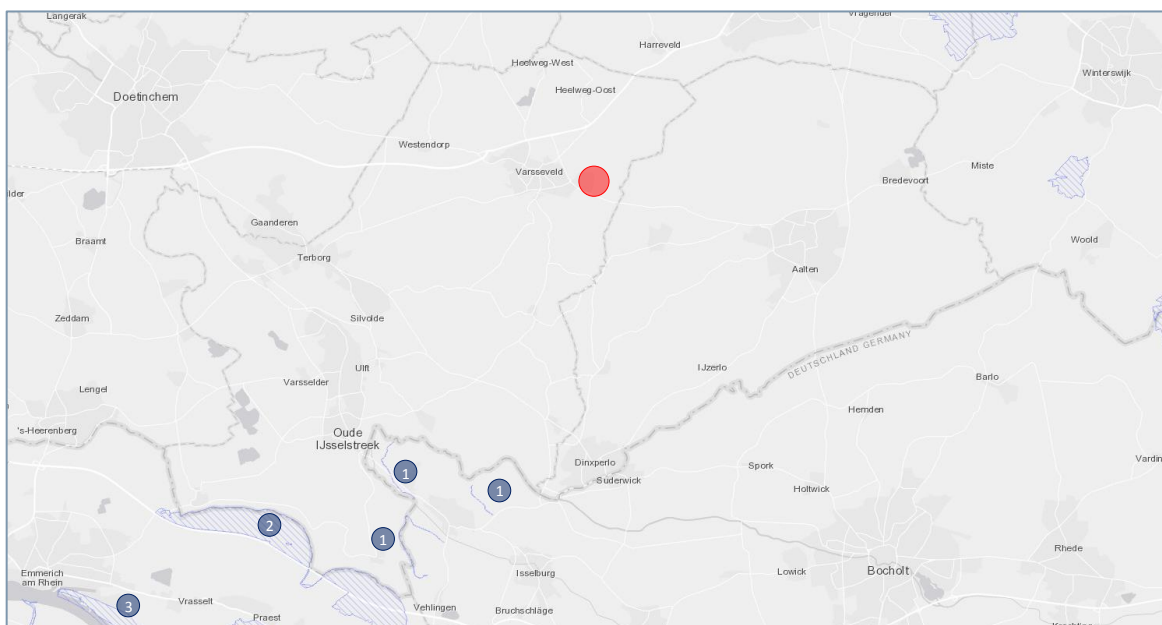 Langerak
Vragender
Harreveld
Heelweg-West
Winterswijk
Heelweg-Oost
Doetinchem
Westendorp
Varsseveld
Miste
Bredevoort
Gaanderen
Braamt
Woold
Terborg
Aalten
Zeddam
Silvolde
DEUTSCHLAND GERMANY
IJzerlo
Ulft
Varsselder
Barlo
Lengel
Hemden
's-Heerenberg
Oude
IJsselstreek
Dinxperlo
Spork
Vardin
1
Suderwick
1
Holtwick
2
1
Rhede
Emmerich
am Rhein
Isselburg
Lowick
Bocholt
3
Vrasselt
Vehlingen
Bruchschläge
Praest